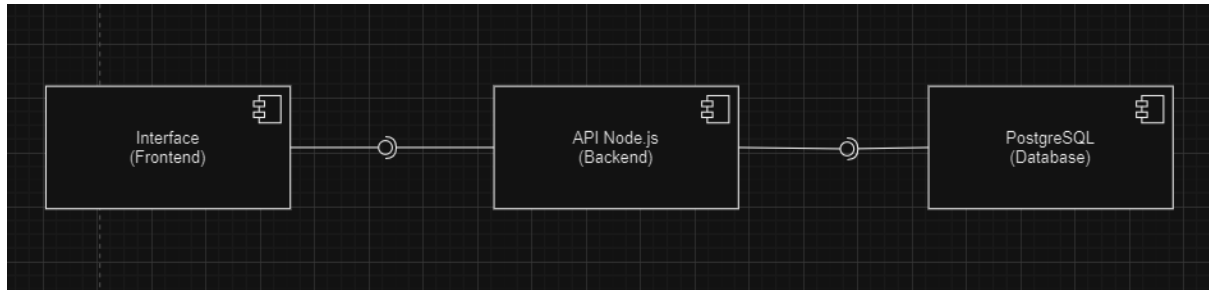 Interface
(Frontend)
API Node.js
(Backend)
PostgreSQL
(Database)